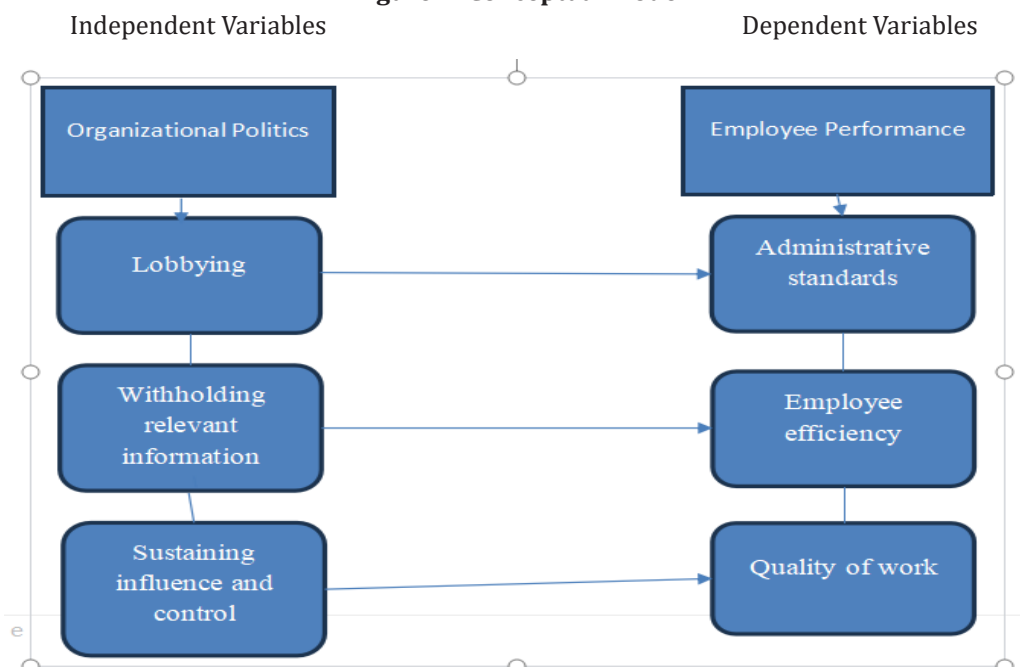 Independent Variables
Dependent Variables
Organizational Politics
Employee Performance
Lobbying
Administrative
standards
Withholding
relevant
information
Employee
efficiency
Sustaining
influence and
control
Quality of work
e